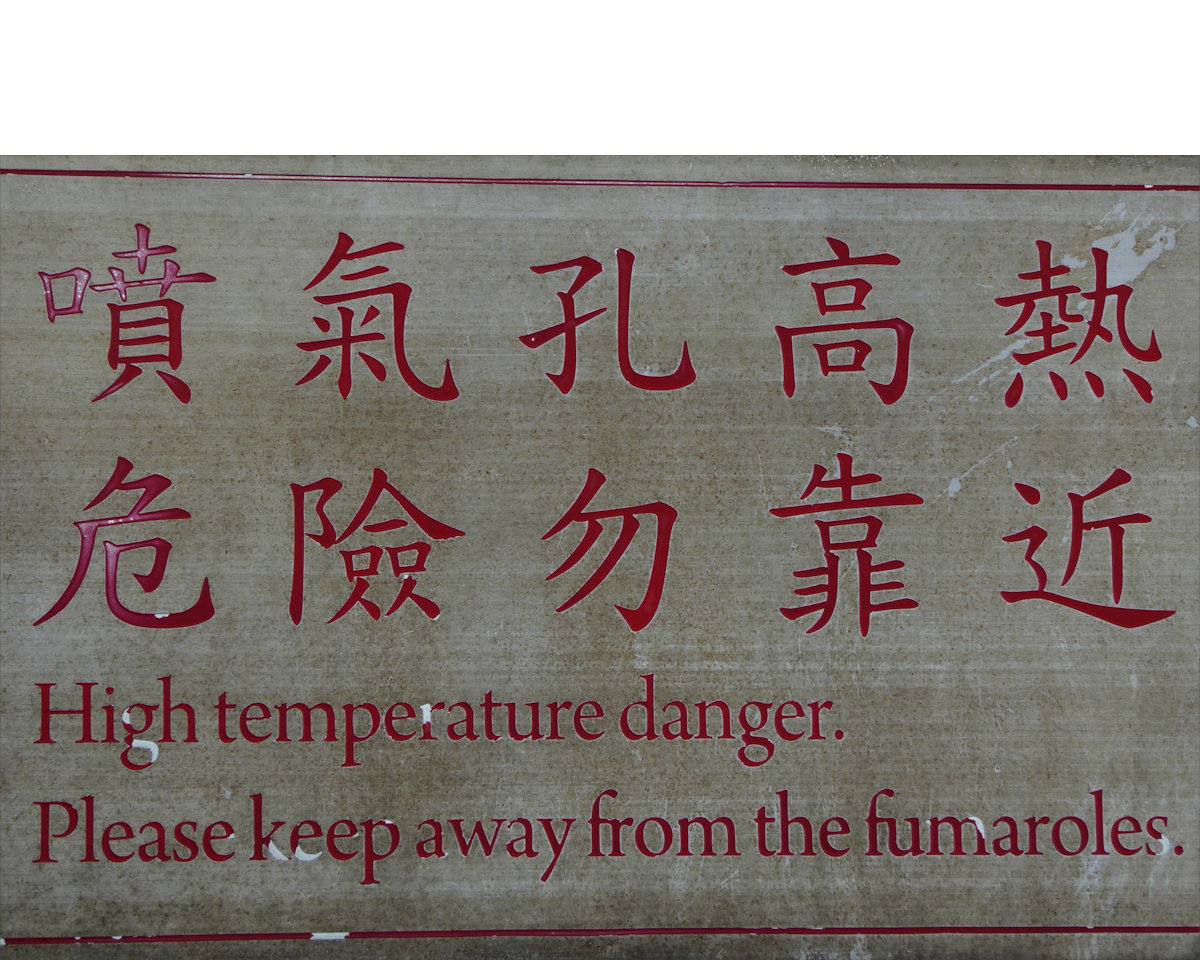 噴氣孔高熱
危險勿靠近
High temperature danger.
Please keep away from the fumaroles.